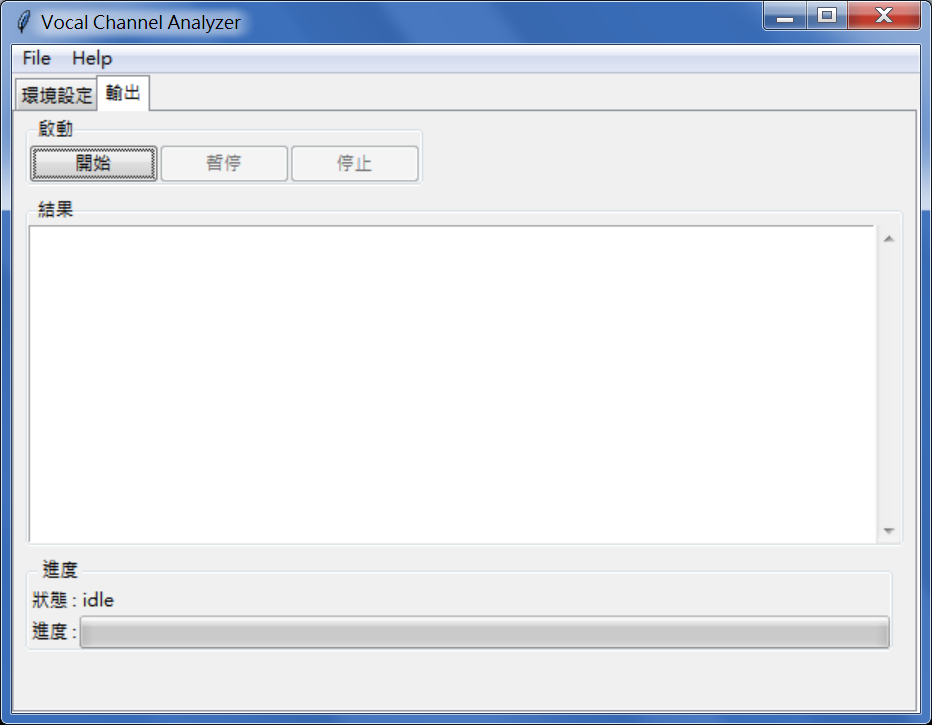 Vocal Channel Analyzer
File Help
環境設定 輸出
啟動
開始 暫停 停止
結果
進度
狀態 : idle
進度 :